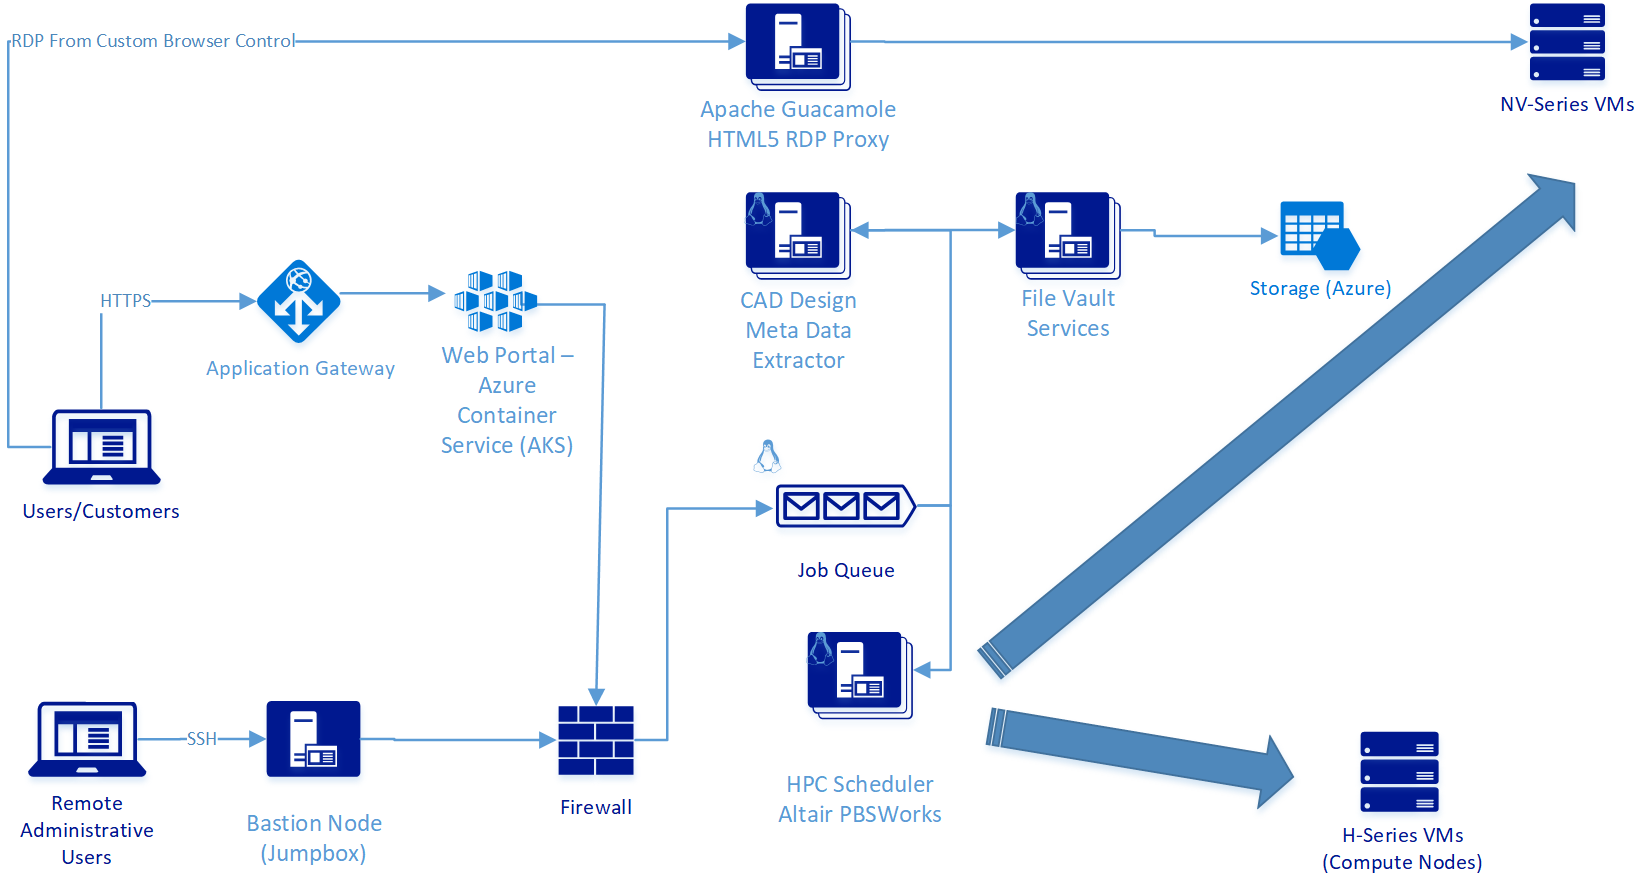 RDP From Custom Browser Control
Apache Guacamole
HTML5 RDP Proxy
NV-Series VMs
HTTPS
Application Gateway
Web Portal –
Azure
Container
Service (AKS)
CAD Design
Meta Data
Extractor
File Vault
Services
Storage (Azure)
Users/Customers
Job Queue
SSH
Remote
Administrative
Users
Bastion Node
(Jumpbox)
Firewall
HPC Scheduler
Altair PBSWorks
H-Series VMs
(Compute Nodes)